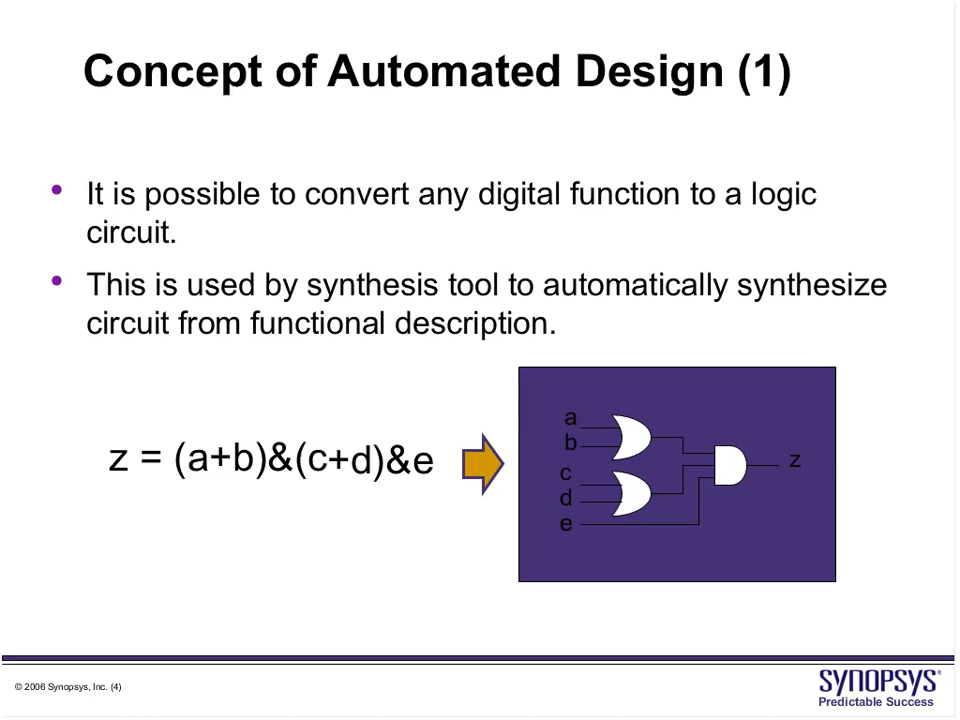 Concept of Automated Design (1)
• It is possible to convert any digital function to a logic
circuit.
• This is used by synthesis tool to automatically synthesize
circuit from functional description.
z = (a+b)&(c+d)&e
a
b
c
d
e
z
© 2006 Synopsys, Inc. (4)
SYNOPSYS®
Predictable Success